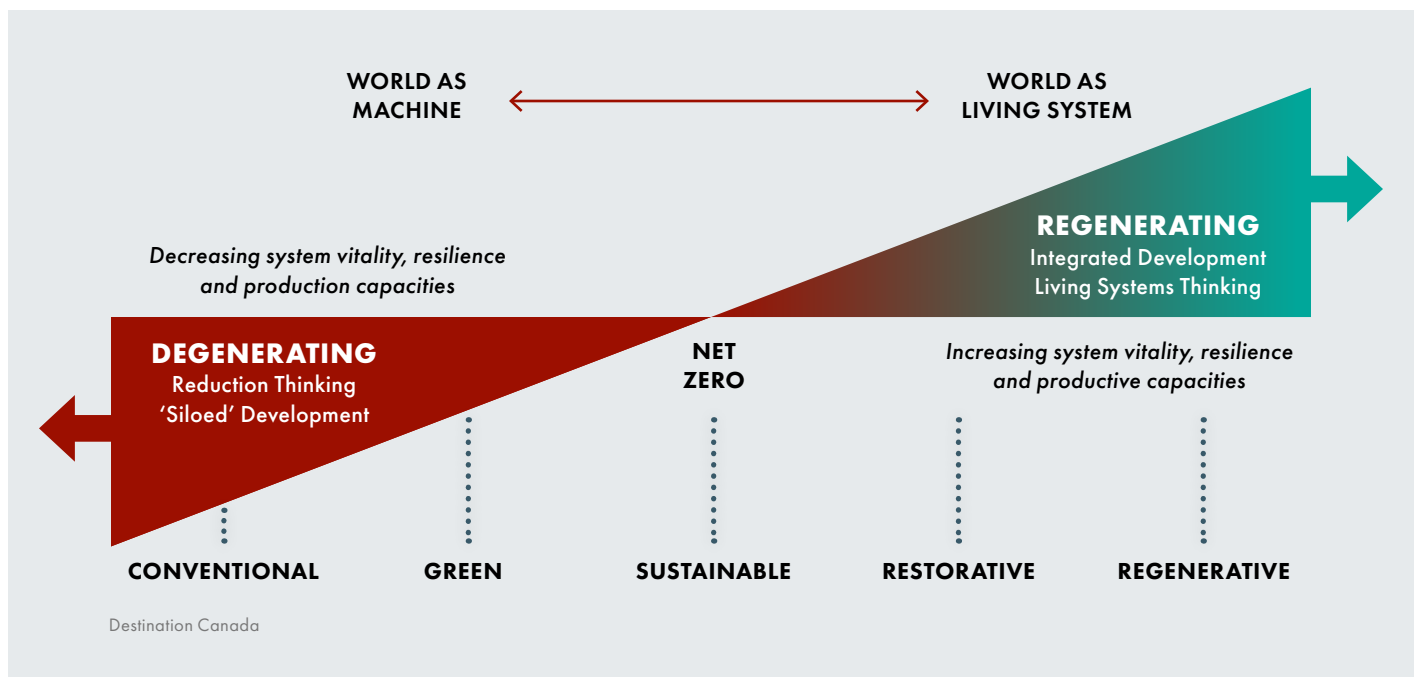 WORLD AS
MACHINE
WORLD AS
LIVING SYSTEM
Decreasing system vitality, resilience
and production capacities
REGENERATING
Integrated Development
Living Systems Thinking
DEGENERATING
Reduction Thinking
‘Siloed’ Development
NET
ZERO
Increasing system vitality, resilience
and productive capacities
CONVENTIONAL
GREEN
SUSTAINABLE
RESTORATIVE
REGENERATIVE
Destination Canada